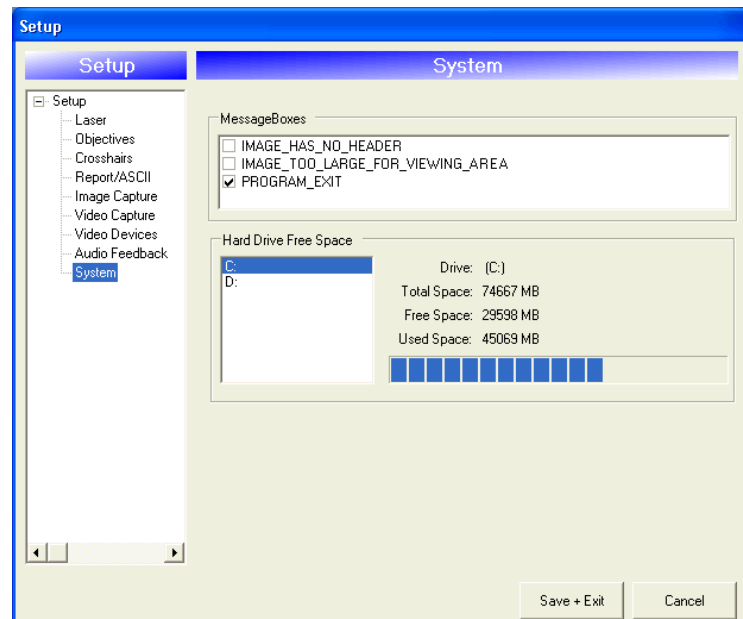 Setup
Setup
System
Setup
Laser
Objectives
Crosshairs
Report/ASCII
Image Capture
Video Capture
Video Devices
Audio Feedback
System
MessageBoxes
IMAGE_HAS_NO_HEADER
IMAGE_TOO_LARGE_FOR_VIEWING_AREA
PROGRAM_EXIT
Hard Drive Free Space
C:
D:
Drive: (C:)
Total Space: 74667 MB
Free Space: 29598 MB
Used Space: 45069 MB
Save + Exit
Cancel